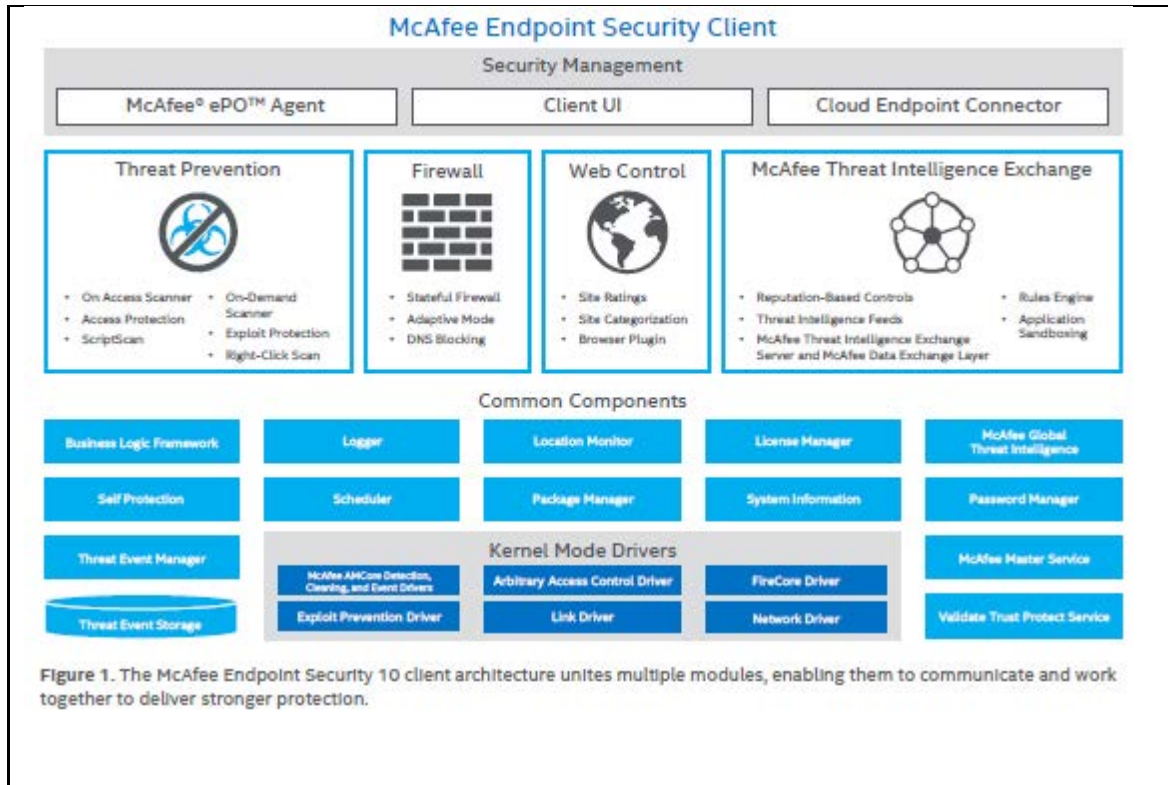 McAfee Endpoint Security Client
Security Management
McAfee® ePO™ Agent
Client UI
Cloud Endpoint Connector
Threat Prevention
• On Access Scanner
• Access Protection
• ScriptScan
• On-Demand
Scanner
• Exploit Protection
• Right-Click Scan
Firewall
• Stateful Firewall
• Adaptive Mode
• DNS Blocking
Web Control
• Site Ratings
• Site Categorization
• Browser Plugin
McAfee Threat Intelligence Exchange
• Reputation-Based Controls
• Threat Intelligence Feeds
• McAfee Threat Intelligence Exchange
Server and McAfee Data Exchange Layer
• Rules Engine
• Application
Sandboxing
Common Components
Business Logic Framework
Logger
Location Monitor
License Manager
McAfee Global
Threat Intelligence
Self Protection
Scheduler
Package Manager
System Information
Password Manager
Threat Event Manager
Kernel Mode Drivers
McAfee Master Service
McAfee AMCore Detection,
Cleaning, and Event Drivers
Arbitrary Access Control Driver
FireCore Driver
Threat Event Storage
Exploit Prevention Driver
Link Driver
Network Driver
Validate Trust Protect Service
Figure 1. The McAfee Endpoint Security 10 client architecture unites multiple modules, enabling them to communicate and work
together to deliver stronger protection.